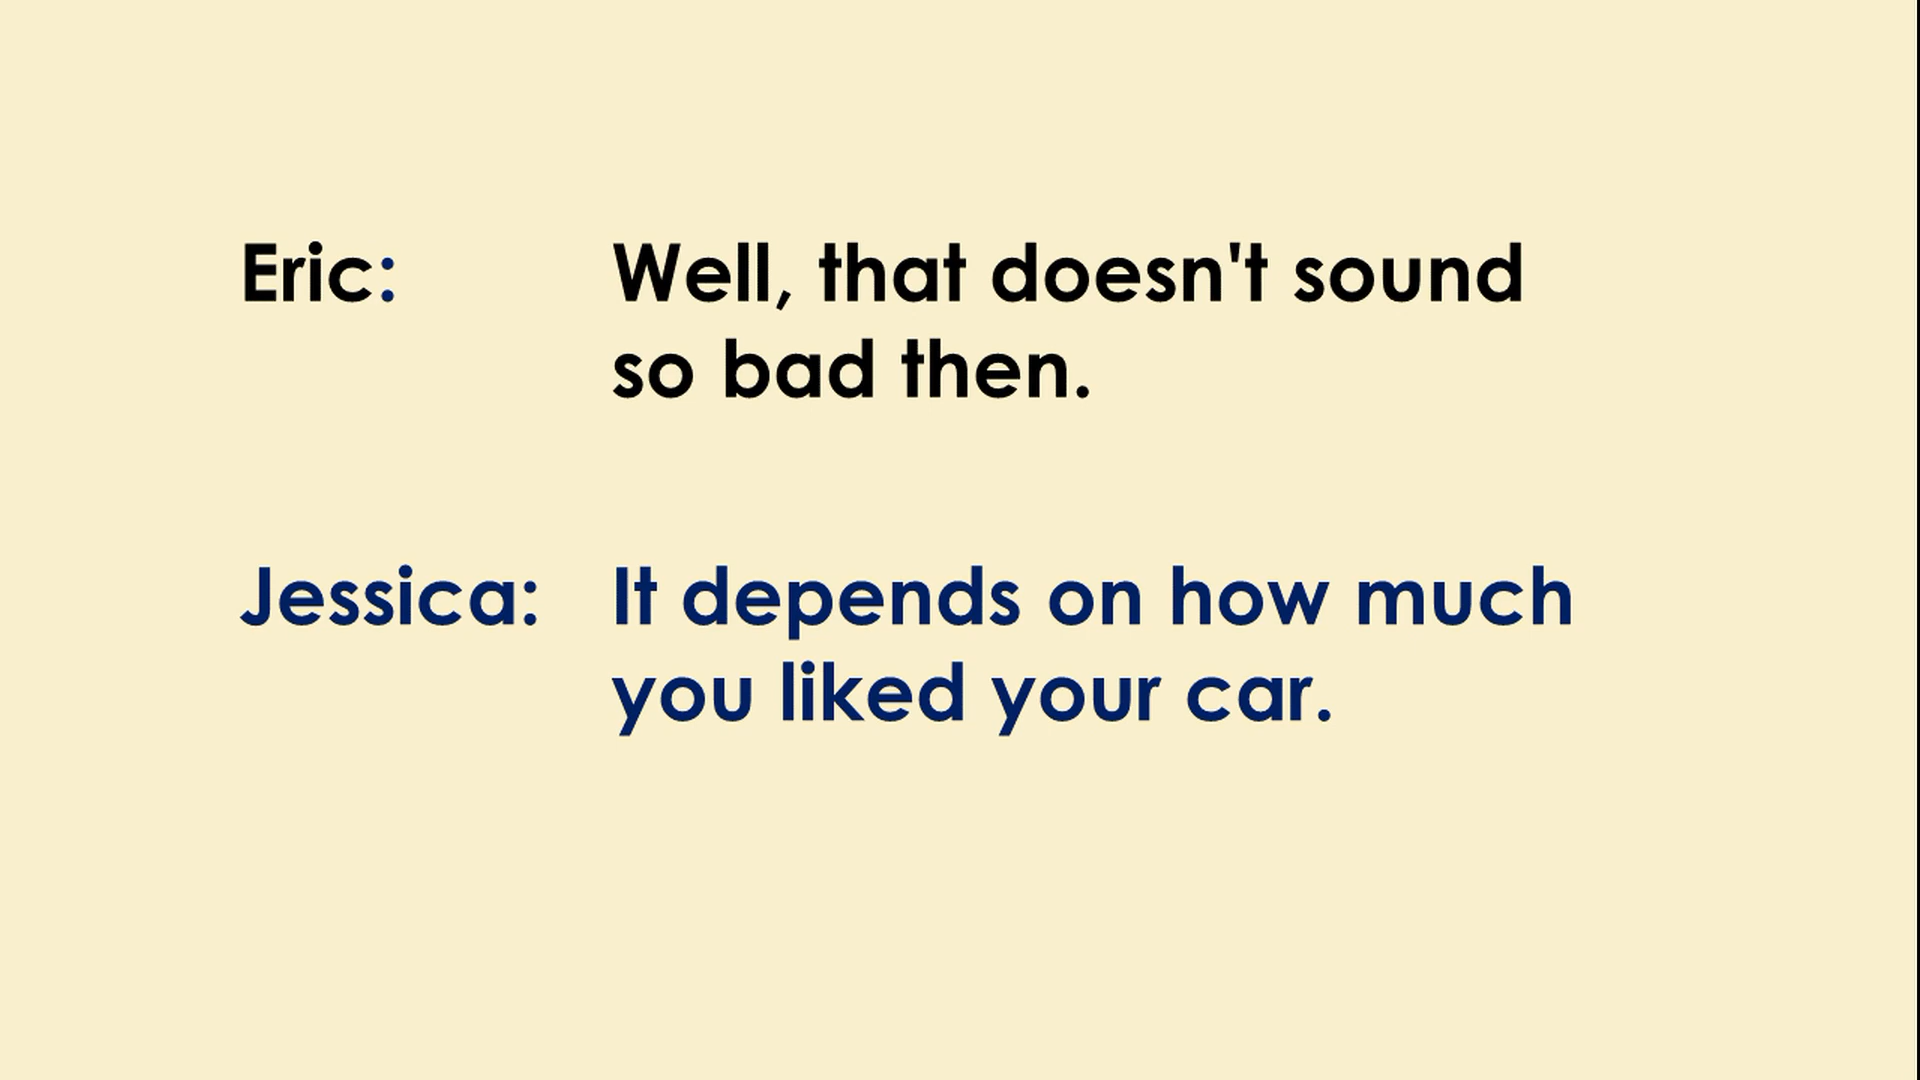 Eric: Well, that doesn't sound
so bad then.
Jessica: It depends on how much
you liked your car.